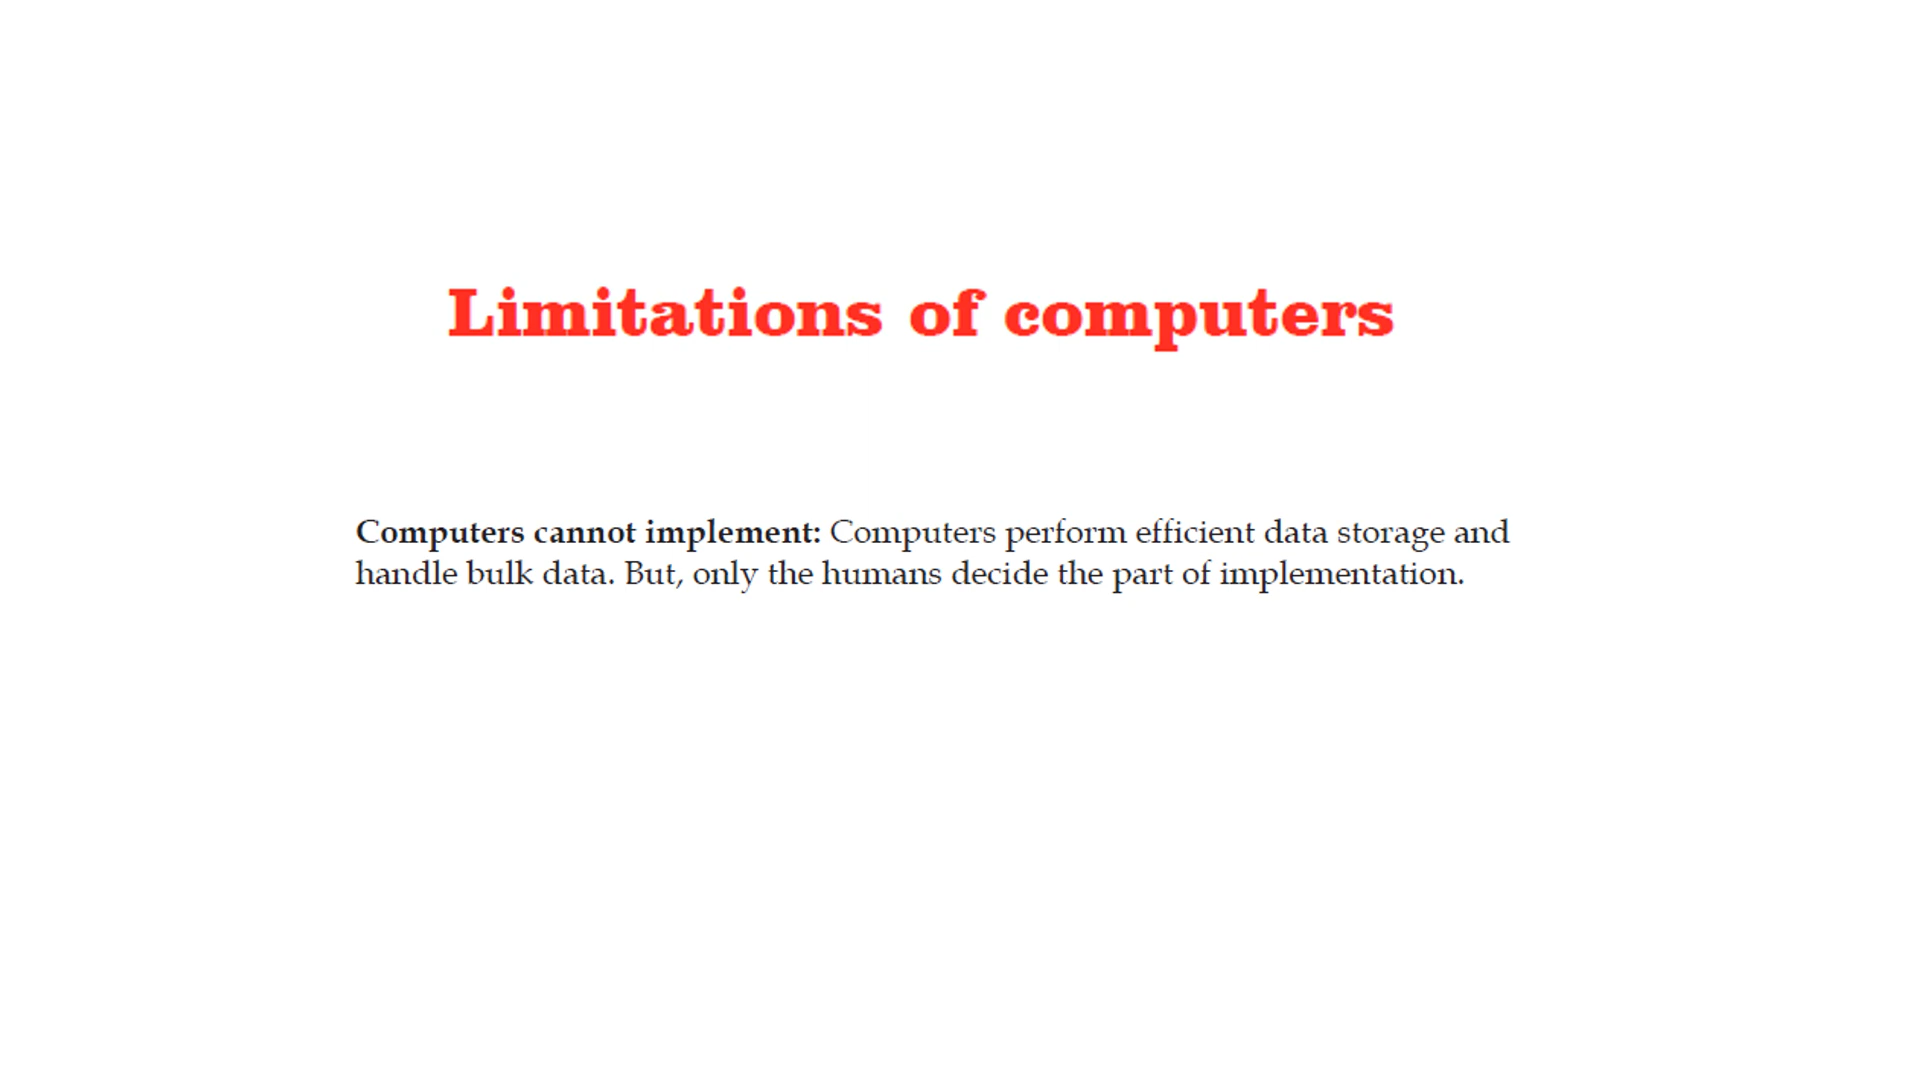 Limitations of computers
Computers cannot implement: Computers perform efficient data storage and
handle bulk data. But, only the humans decide the part of implementation.